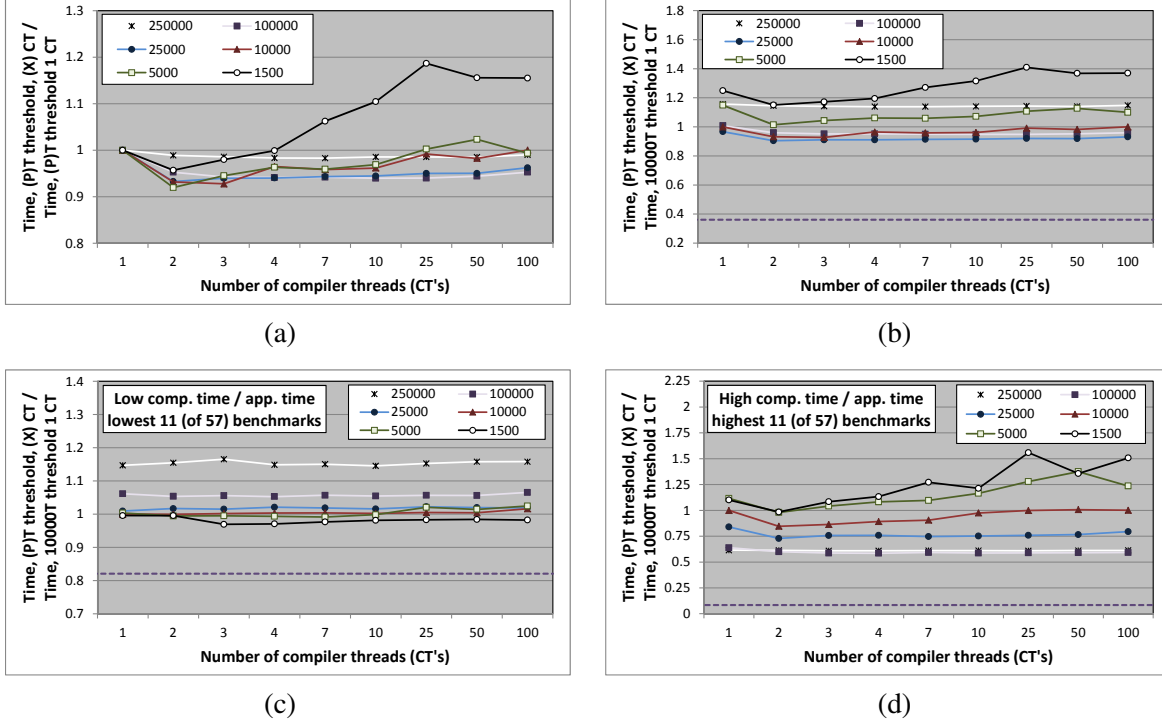 Time, (P)T threshold, (X) CT /
Time, (P)T threshold, 1 CT
1.3
1.2
1.1
1
0.9
0.8
250000 100000
25000 10000
5000 1500
1 2 3 4 7 10 25 50 100
Number of compiler threads (CT's)
(a)
Time, (P)T threshold, (X) CT /
Time, 10000T threshold 1 CT
1.8
1.6
1.4
1.2
1
0.8
0.6
0.4
0.2
250000 100000
25000 10000
5000 1500
1 2 3 4 7 10 25 50 100
Number of compiler threads (CT's)
(b)
Time, (P)T threshold, (X) CT /
Time, 10000T threshold 1 CT
1.4
1.3
1.2
1.1
1
0.9
0.8
0.7
Low comp. time / app. time
lowest 11 (of 57) benchmarks
250000 100000
25000 10000
5000 1500
1 2 3 4 7 10 25 50 100
Number of compiler threads (CT's)
(c)
Time, (P)T threshold, (X) CT /
Time, 10000T threshold 1 CT
2.25
2
1.75
1.5
1.25
1
0.75
0.5
0.25
0
High comp. time / app. time
highest 11 (of 57) benchmarks
250000 100000
25000 10000
5000 1500
1 2 3 4 7 10 25 50 100
Number of compiler threads (CT's)
(d)